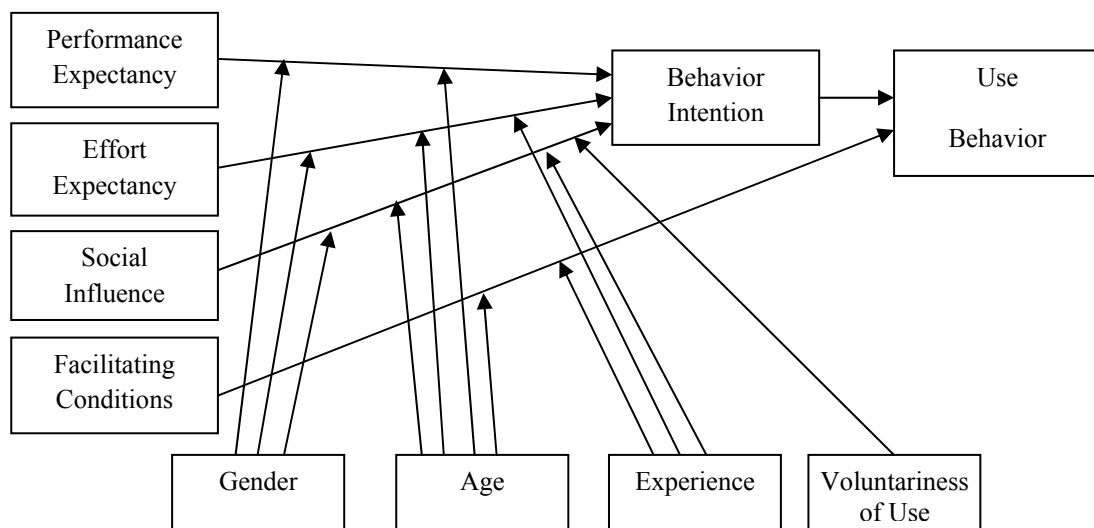 Performance
Expectancy
Effort
Expectancy
Social
Influence
Facilitating
Conditions
Behavior
Intention
Use
Behavior
Gender
Age
Experience
Voluntariness
of Use